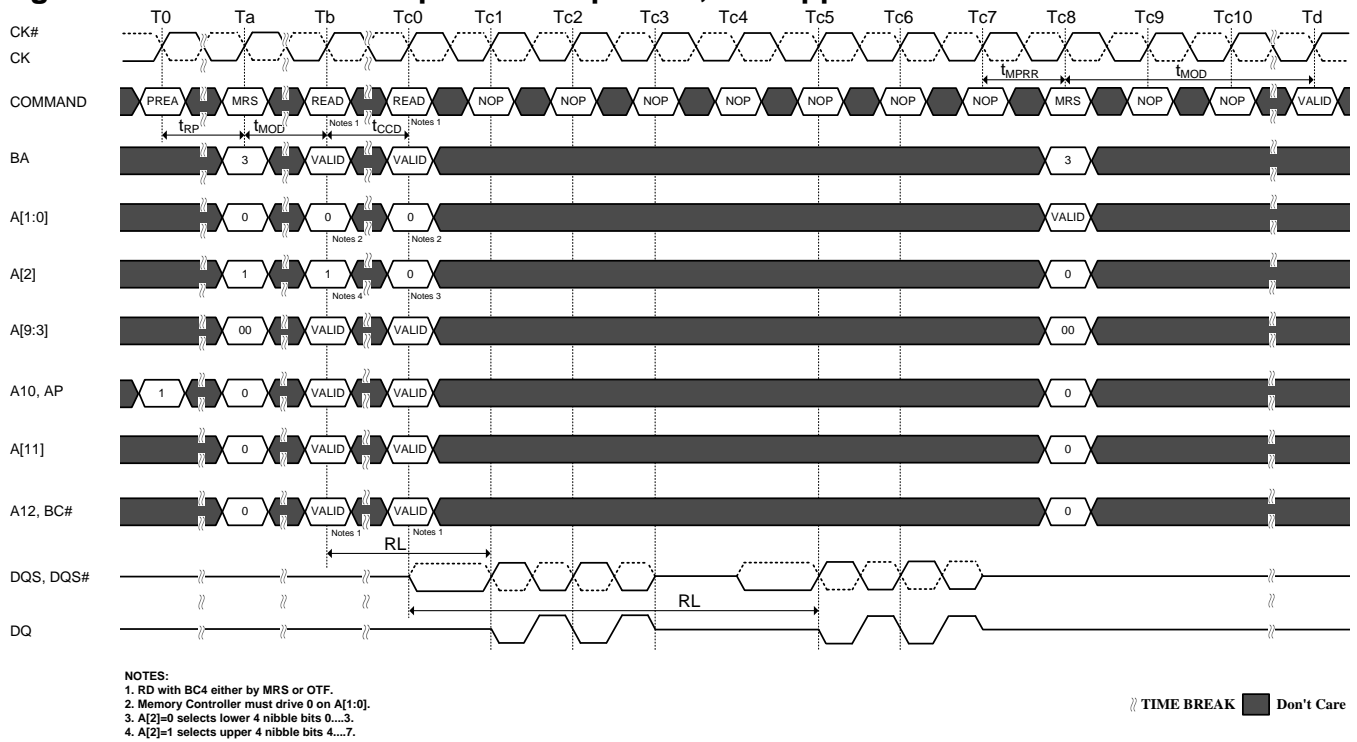 T0 Ta Tb Tc0 Tc1 Tc2 Tc3 Tc4 Tc5 Tc6 Tc7 Tc8 Tc9 Tc10 Td
CK#
CK
tMPRR tMOD
COMMAND PREA MRS READ READ NOP NOP NOP NOP NOP NOP NOP MRS NOP NOP VALID
Notes 1 Notes 1
tRP tMOD tCCD
BA 3 VALID VALID 3
A[1:0] 0 0 0 VALID
Notes 2 Notes 2
A[2] 1 1 0 0
Notes 4 Notes 3
A[9:3] 00 VALID VALID 00
A10, AP 1 0 VALID VALID 0
A[11] 0 VALID VALID 0
A12, BC# 0 VALID VALID 0
Notes 1 Notes 1
RL
DQS, DQS#
RL
DQ
NOTES:
1. RD with BC4 either by MRS or OTF.
2. Memory Controller must drive 0 on A[1:0].
3. A[2]=0 selects lower 4 nibble bits 0....3.
4. A[2]=1 selects upper 4 nibble bits 4....7.
TIME BREAK Don't Care